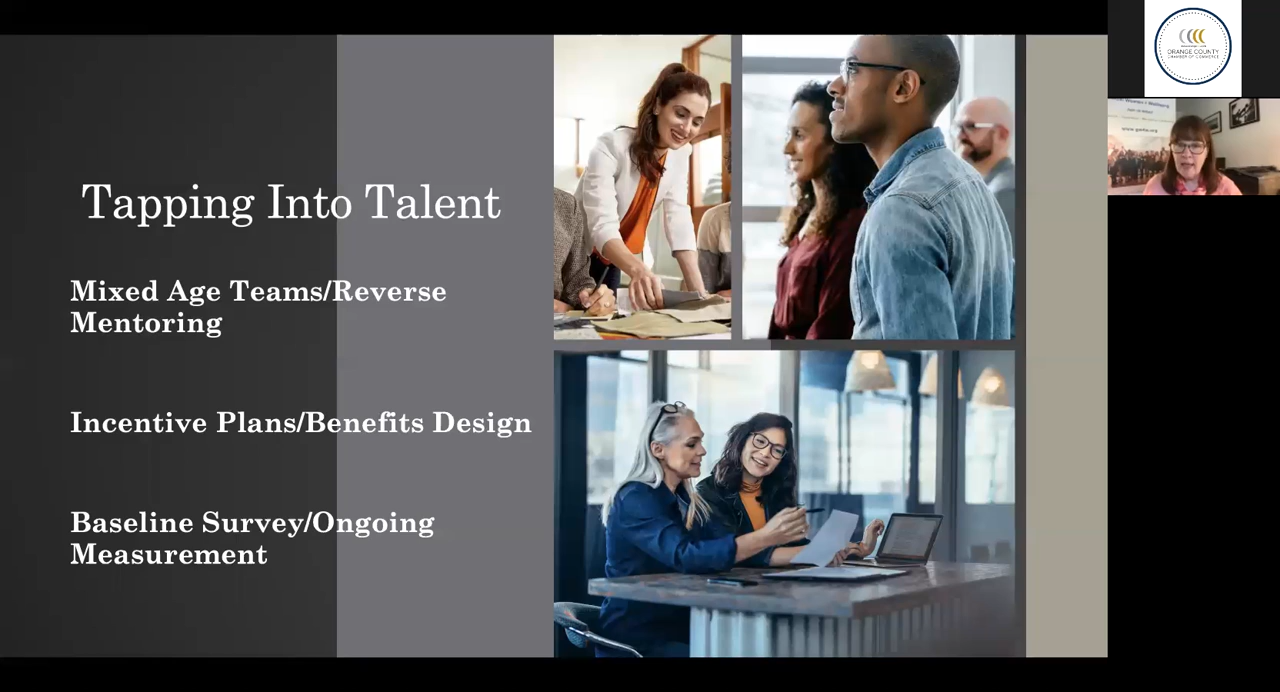 Tapping Into Talent
Mixed Age Teams/Reverse
Mentoring
Incentive Plans/Benefits Design
Baseline Survey/Ongoing
Measurement
ORANGE COUNTY
CHAMBER OF COMMERCE